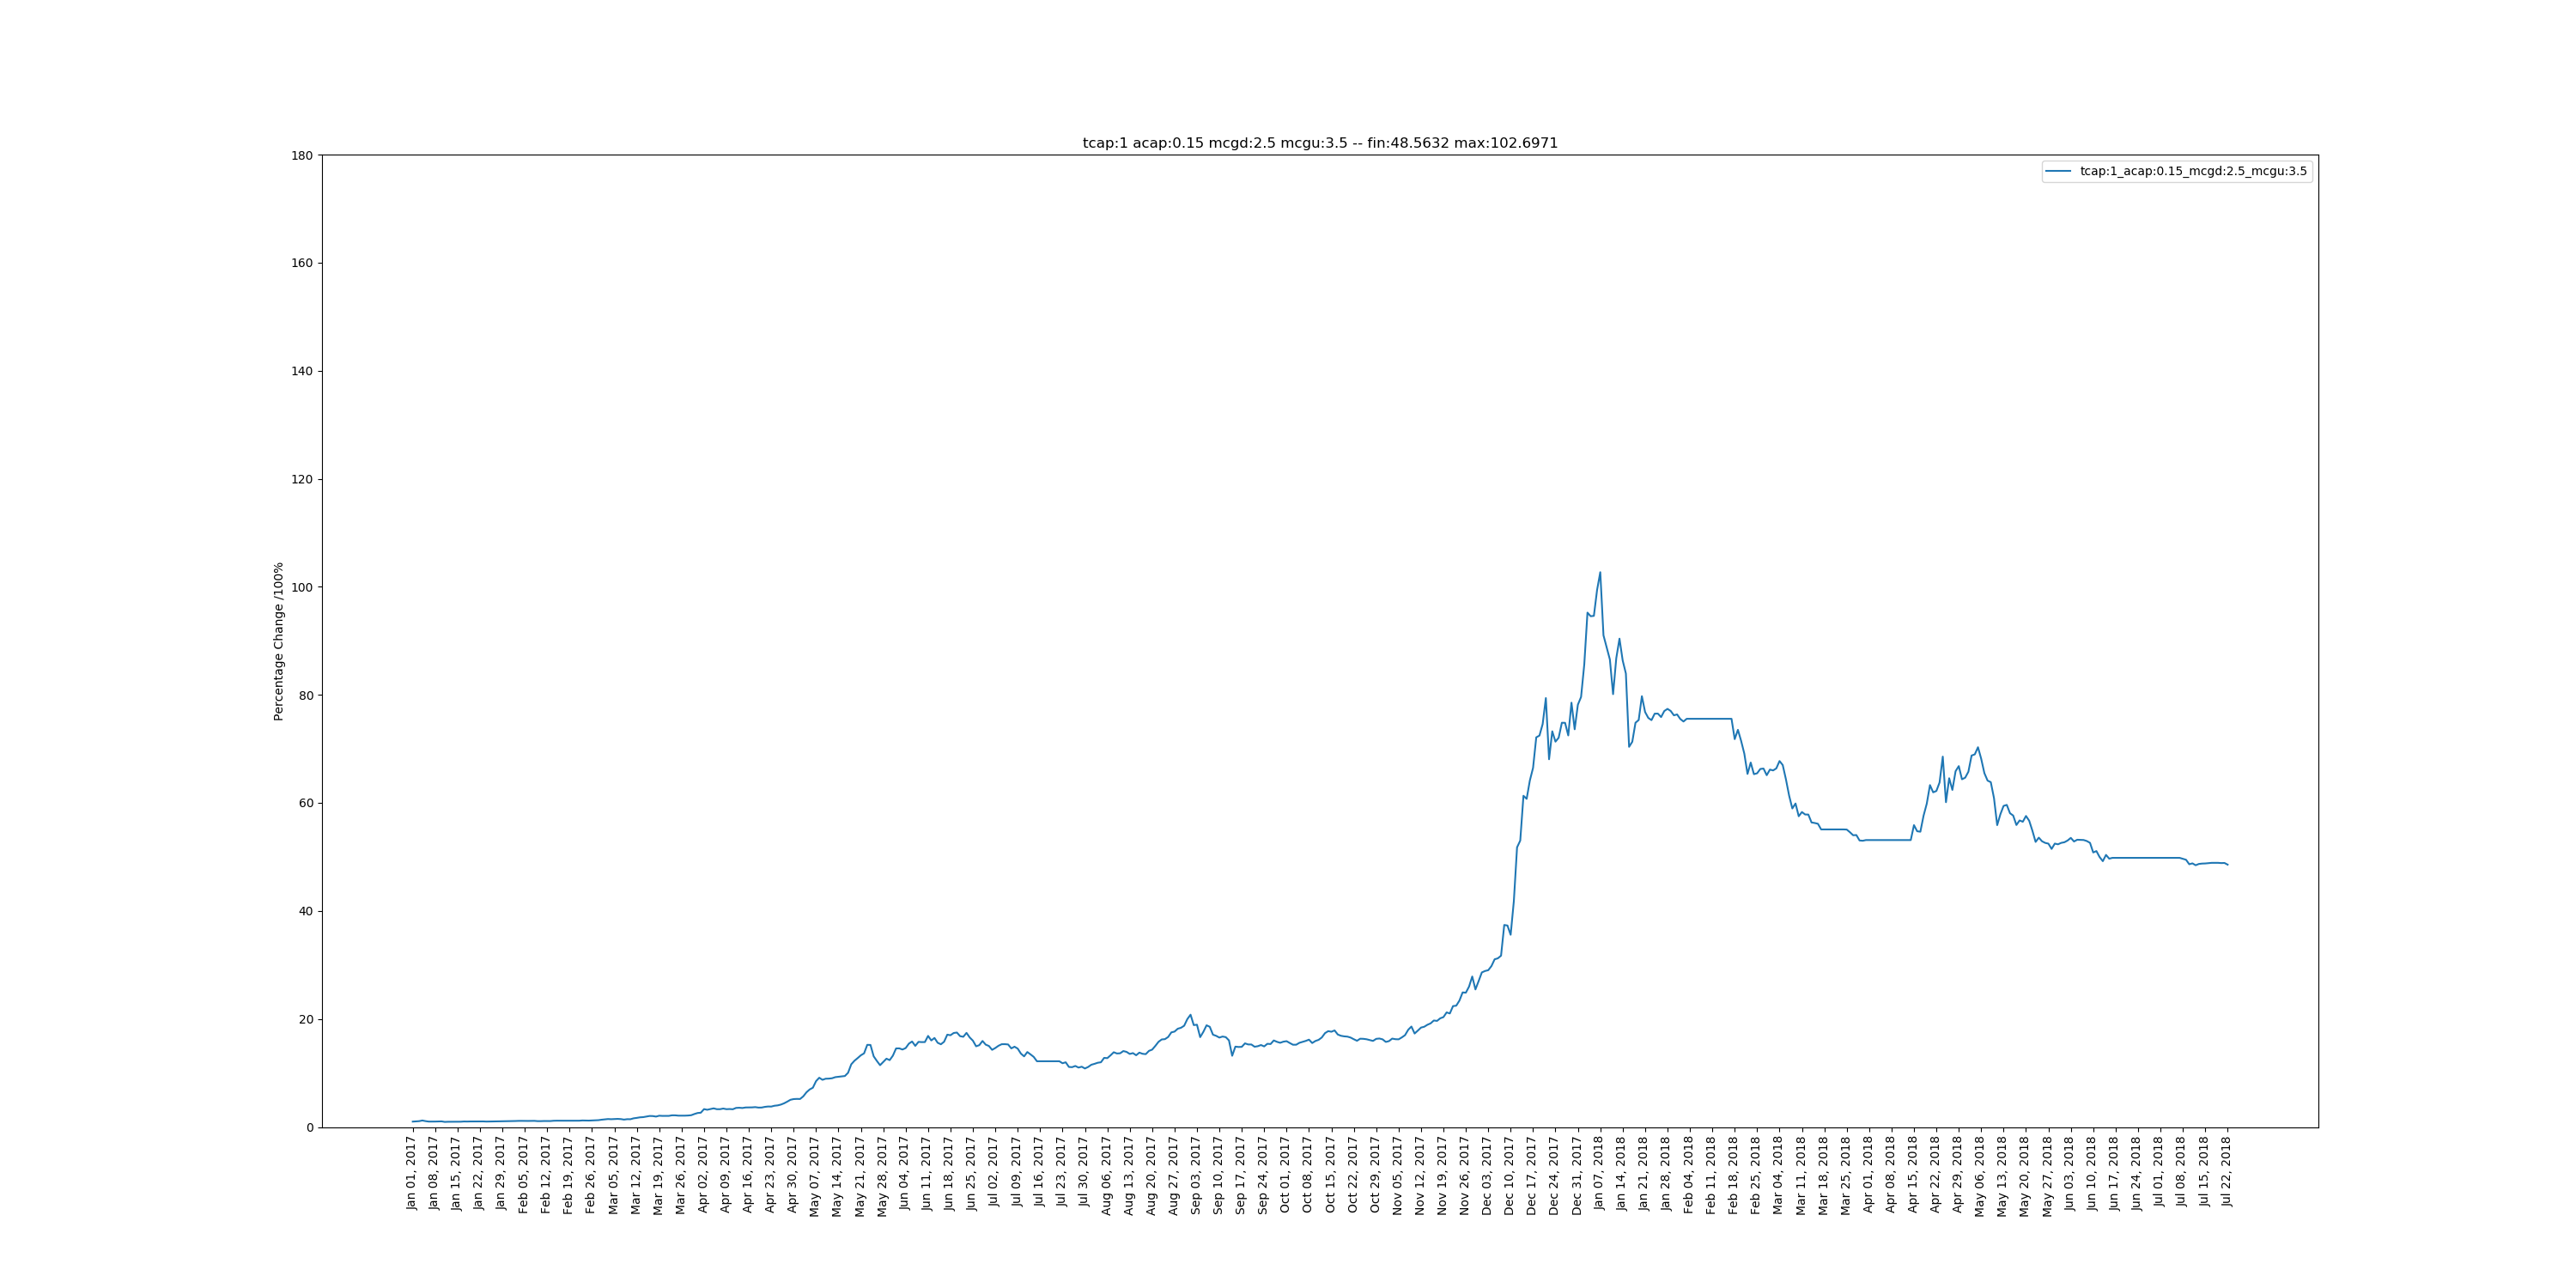 tcap:1 acap:0.15 mcgd:2.5 mcgu:3.5 -- fin:48.5632 max:102.6971
tcap:1_acap:0.15_mcgd:2.5_mcgu:3.5
Percentage Change /100%
180
160
140
120
100
80
60
40
20
0
Jan 01, 2017
Jan 08, 2017
Jan 15, 2017
Jan 22, 2017
Jan 29, 2017
Feb 05, 2017
Feb 12, 2017
Feb 19, 2017
Feb 26, 2017
Mar 05, 2017
Mar 12, 2017
Mar 19, 2017
Mar 26, 2017
Apr 02, 2017
Apr 09, 2017
Apr 16, 2017
Apr 23, 2017
Apr 30, 2017
May 07, 2017
May 14, 2017
May 21, 2017
May 28, 2017
Jun 04, 2017
Jun 11, 2017
Jun 18, 2017
Jun 25, 2017
Jul 02, 2017
Jul 09, 2017
Jul 16, 2017
Jul 23, 2017
Jul 30, 2017
Aug 06, 2017
Aug 13, 2017
Aug 20, 2017
Aug 27, 2017
Sep 03, 2017
Sep 10, 2017
Sep 17, 2017
Sep 24, 2017
Oct 01, 2017
Oct 08, 2017
Oct 15, 2017
Oct 22, 2017
Oct 29, 2017
Nov 05, 2017
Nov 12, 2017
Nov 19, 2017
Nov 26, 2017
Dec 03, 2017
Dec 10, 2017
Dec 17, 2017
Dec 24, 2017
Dec 31, 2017
Jan 07, 2018
Jan 14, 2018
Jan 21, 2018
Jan 28, 2018
Feb 04, 2018
Feb 11, 2018
Feb 18, 2018
Feb 25, 2018
Mar 04, 2018
Mar 11, 2018
Mar 18, 2018
Mar 25, 2018
Apr 01, 2018
Apr 08, 2018
Apr 15, 2018
Apr 22, 2018
Apr 29, 2018
May 06, 2018
May 13, 2018
May 20, 2018
May 27, 2018
Jun 03, 2018
Jun 10, 2018
Jun 17, 2018
Jun 24, 2018
Jul 01, 2018
Jul 08, 2018
Jul 15, 2018
Jul 22, 2018